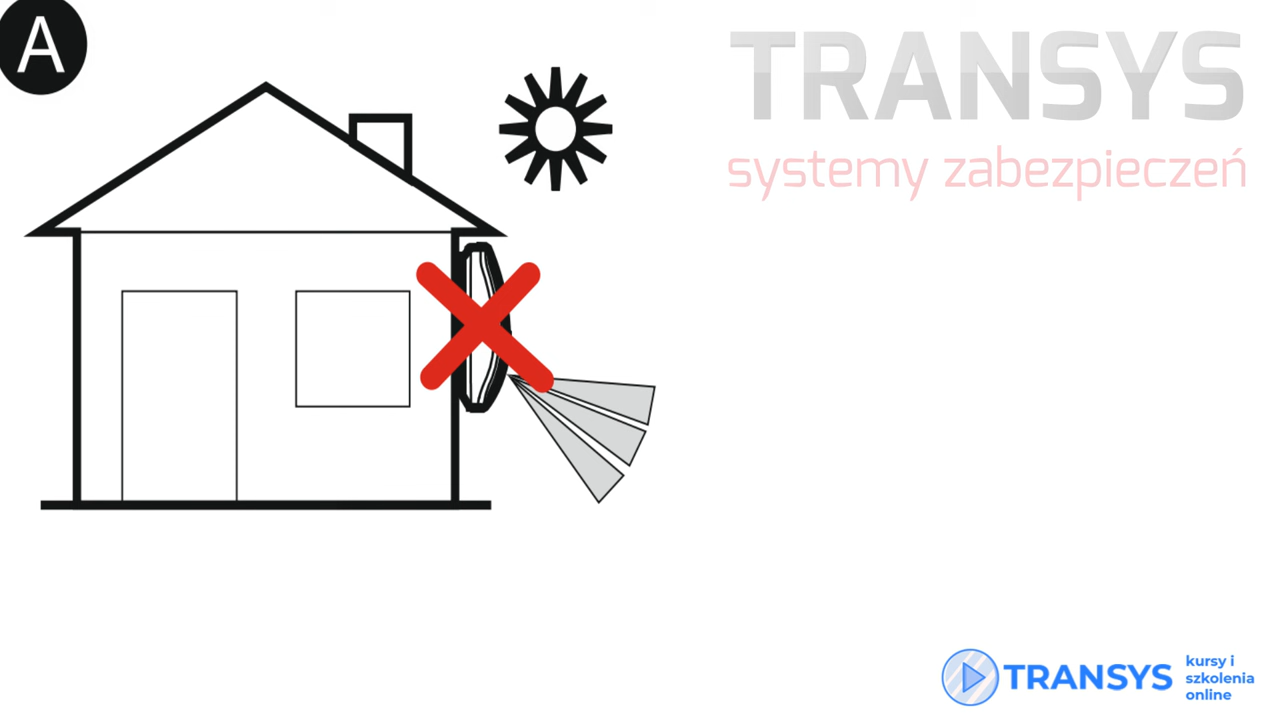 A
TRANSYS
systemy zabezpieczeń
TRANSYS
kursy i
szkolenia
online